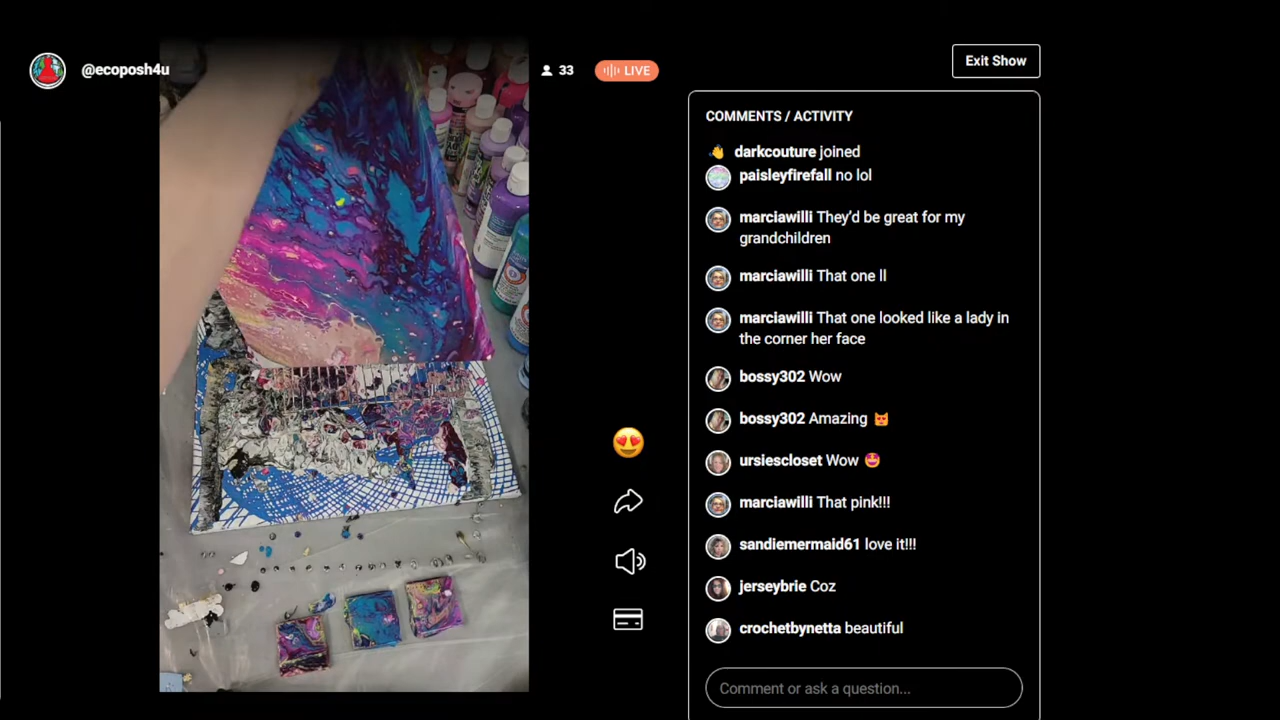 @ecoposh4u
33
LIVE
Exit Show
COMMENTS / ACTIVITY
darkcouture joined
paisleyfirefall no lol
marciawilli They’d be great for my
grandchildren
marciawilli That one ll
marciawilli That one looked like a lady in
the corner her face
bossy302 Wow
bossy302 Amazing
ursiescloset Wow
marciawilli That pink!!!
sandiemermaid61 love it!!!
jerseybrie Coz
crochetbynetta beautiful
Comment or ask a question...